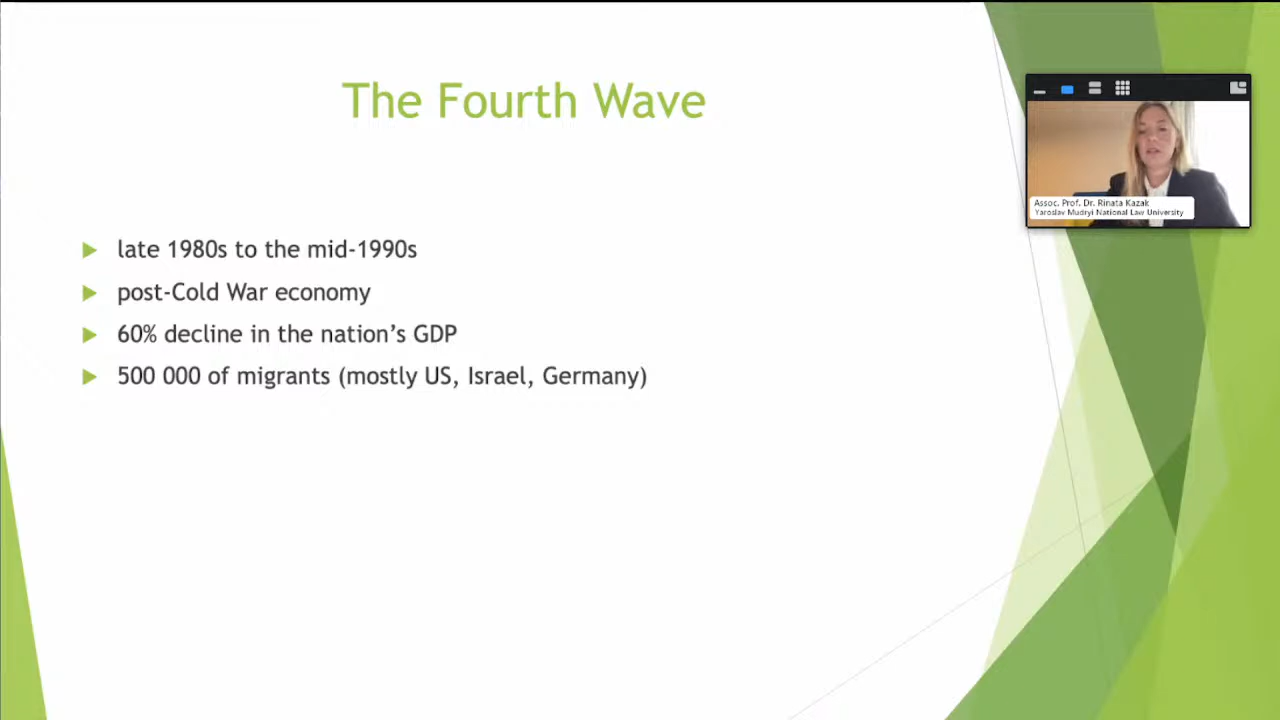 The Fourth Wave
late 1980s to the mid-1990s
post-Cold War economy
60% decline in the nation’s GDP
500 000 of migrants (mostly US, Israel, Germany)
Assoc. Prof. Dr. Rinata Kazak
Yaroslav Mudryi National Law University